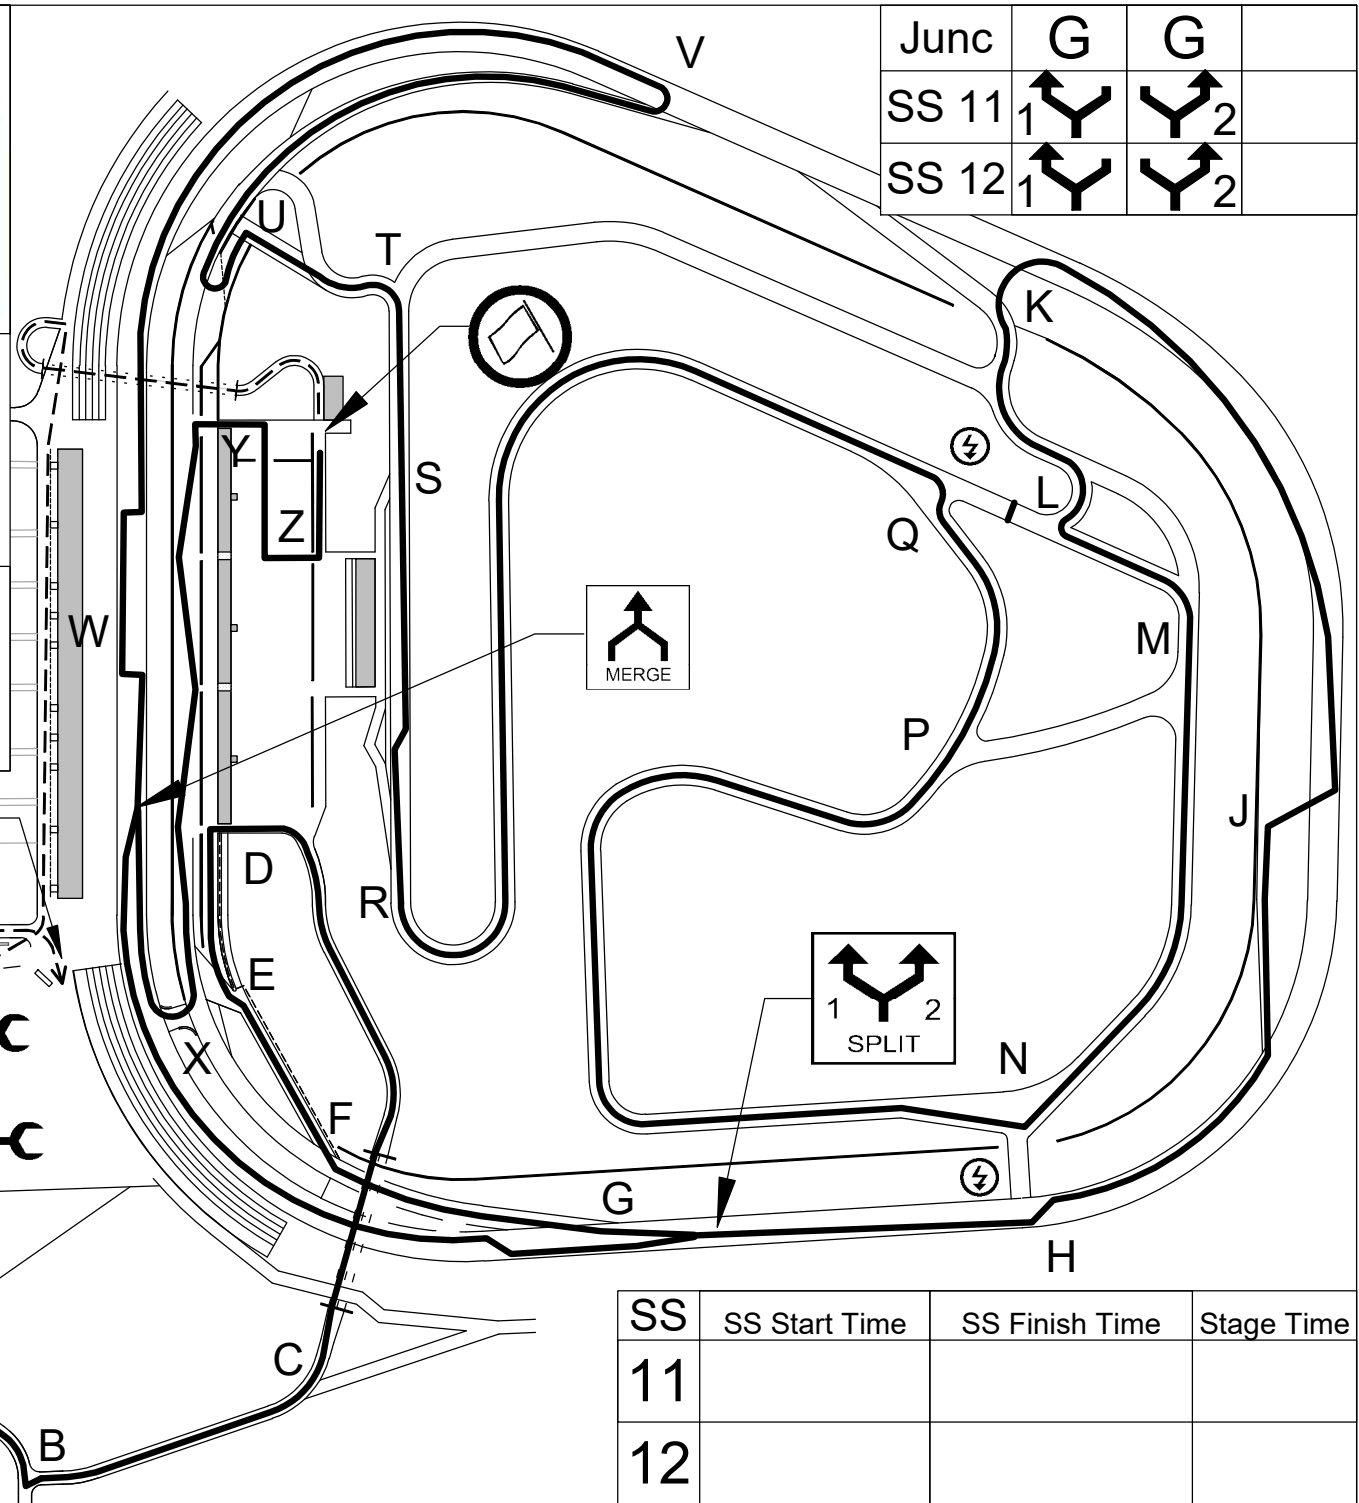 V
Junc G G
SS 11 1 2
SS 12 1 2
U
T
K
Y
S
L
Z
Q
W
M
MERGE
P
J
D
R
E
1 2
SPLIT
X
N
F
G
H
SS SS Start Time SS Finish Time Stage Time
11
C
B
12